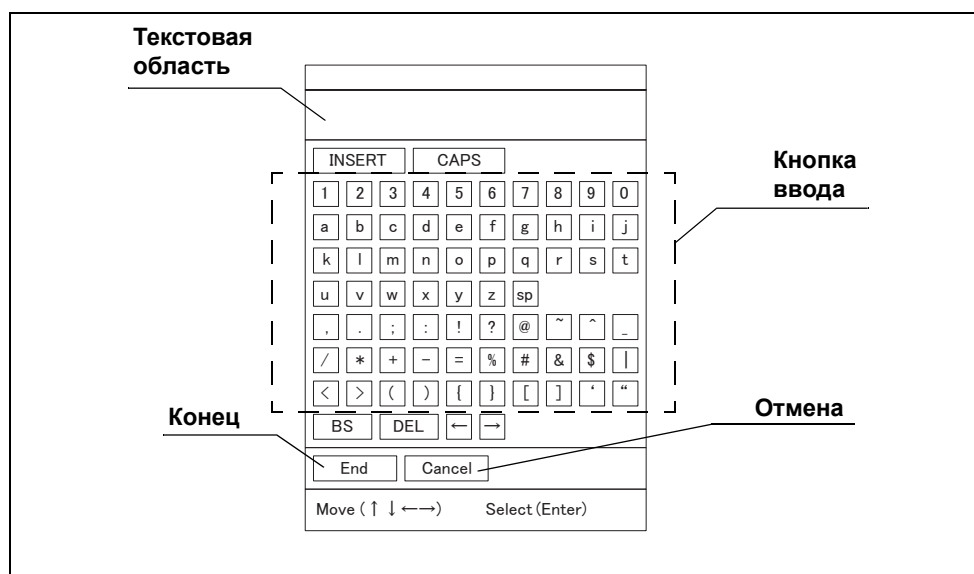 Текстовая
область
INSERT CAPS
Кнопка
ввода
1 2 3 4 5 6 7 8 9 0
a b c d e f g h i j
k l m n o p q r s t
u v w x y z sp
, . ; : ! ? @ ~ ^ _
/ * + - = % # & $ |
< > ( ) { } [ ] ‘ “
BS DEL ← →
Конец
Отмена
End Cancel
Move (↑ ↓ ←→) Select (Enter)